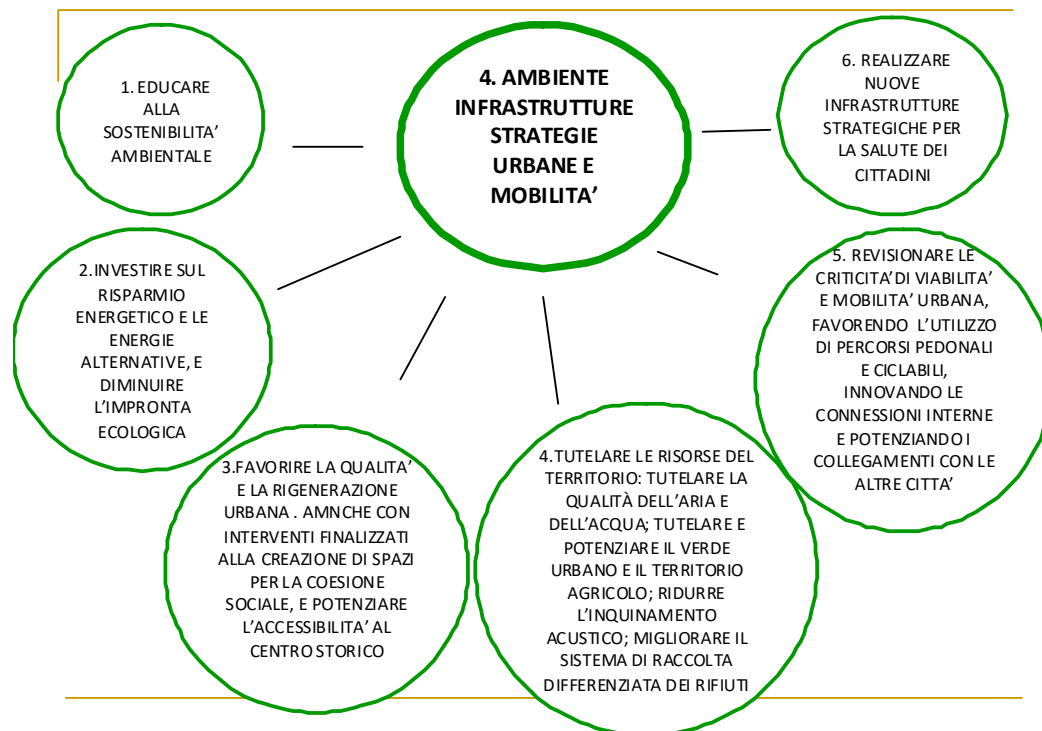 4. AMBIENTE
INFRASTRUTTURE
STRATEGIE
URBANE E
MOBILITA’
1. EDUCARE
ALLA
SOSTENIBILITA’
AMBIENTALE
2.INVESTIRE SUL
RISPARMIO
ENERGETICO E LE
ENERGIE
ALTERNATIVE, E
DIMINUIRE
L’IMPRONTA
ECOLOGICA
3.FAVORIRE LA QUALITA’
E LA RIGENERAZIONE
URBANA . AMNCHE CON
INTERVENTI FINALIZZATI
ALLA CREAZIONE DI SPAZI
PER LA COESIONE
SOCIALE, E POTENZIARE
L’ACCESSIBILITA’ AL
CENTRO STORICO
4.TUTELARE LE RISORSE DEL
TERRITORIO: TUTELARE LA
QUALITÀ DELL’ARIA E
DELL’ACQUA; TUTELARE E
POTENZIARE IL VERDE
URBANO E IL TERRITORIO
AGRICOLO; RIDURRE
L’INQUINAMENTO
ACUSTICO; MIGLIORARE IL
SISTEMA DI RACCOLTA
DIFFERENZIATA DEI RIFIUTI
5. REVISIONARE LE
CRITICITA’ DI VIABILITA’
E MOBILITA’ URBANA,
FAVORENDO L’UTILIZZO
DI PERCORSI PEDONALI
E CICLABILI,
INNOVANDO LE
CONNESSIONI INTERNE
E POTENZIANDO I
COLLEGAMENTI CON LE
ALTRE CITTA’
6. REALIZZARE
NUOVE
INFRASTRUTTURE
STRATEGICHE PER
LA SALUTE DEI
CITTADINI